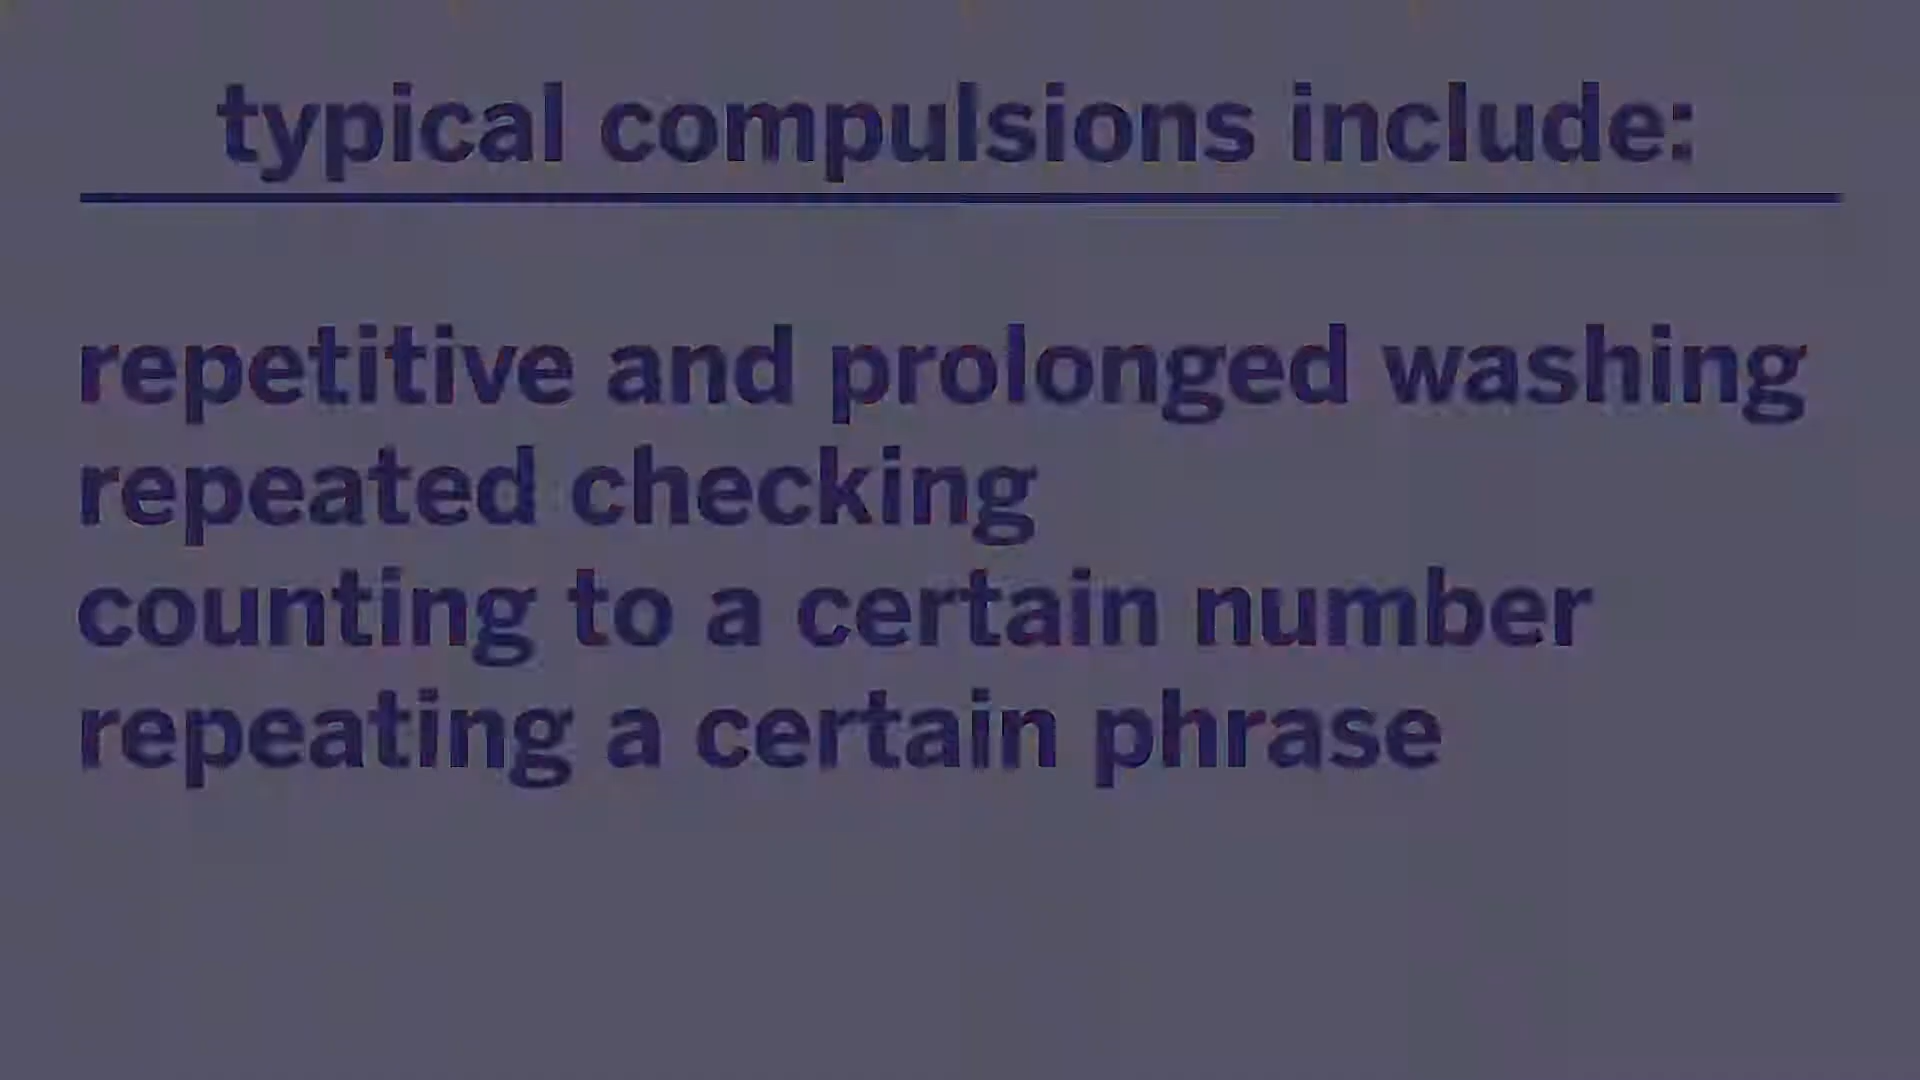 typical compulsions include:
repetitive and prolonged washing
repeated checking
counting to a certain number
repeating a certain phrase